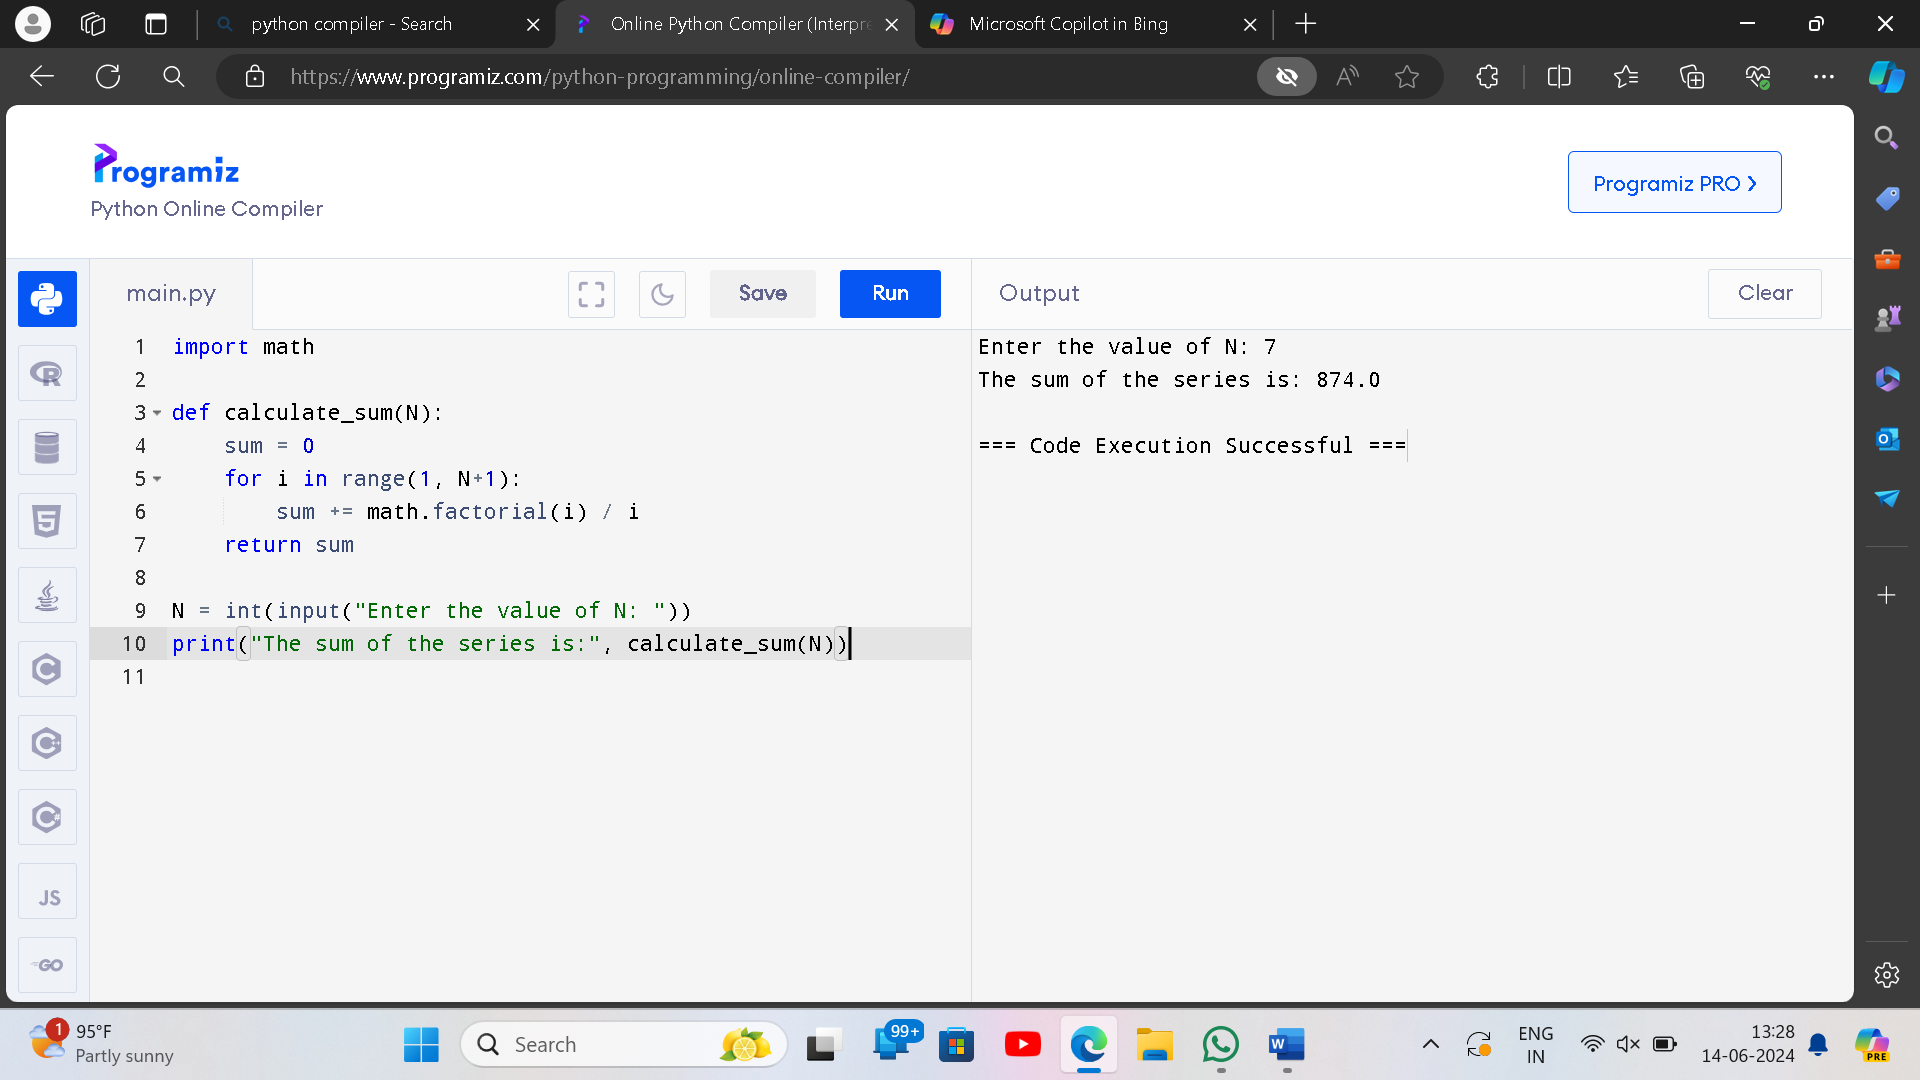 python compiler - Search
Online Python Compiler (Interpre
Microsoft Copilot in Bing
https://www.programiz.com/python-programming/online-compiler/
Programiz
Python Online Compiler
Programiz PRO
main.py
Save
Run
Output
Clear
1 import math
2
3 def calculate_sum(N):
4 sum = 0
5 for i in range(1, N+1):
6 sum += math.factorial(i) / i
7 return sum
8
9 N = int(input("Enter the value of N: "))
10 print("The sum of the series is:", calculate_sum(N))
11
Enter the value of N: 7
The sum of the series is: 874.0
=== Code Execution Successful ===
JS
GO
1
95°F
Partly sunny
Search
99+
W
ENG
IN
13:28
14-06-2024
PRE